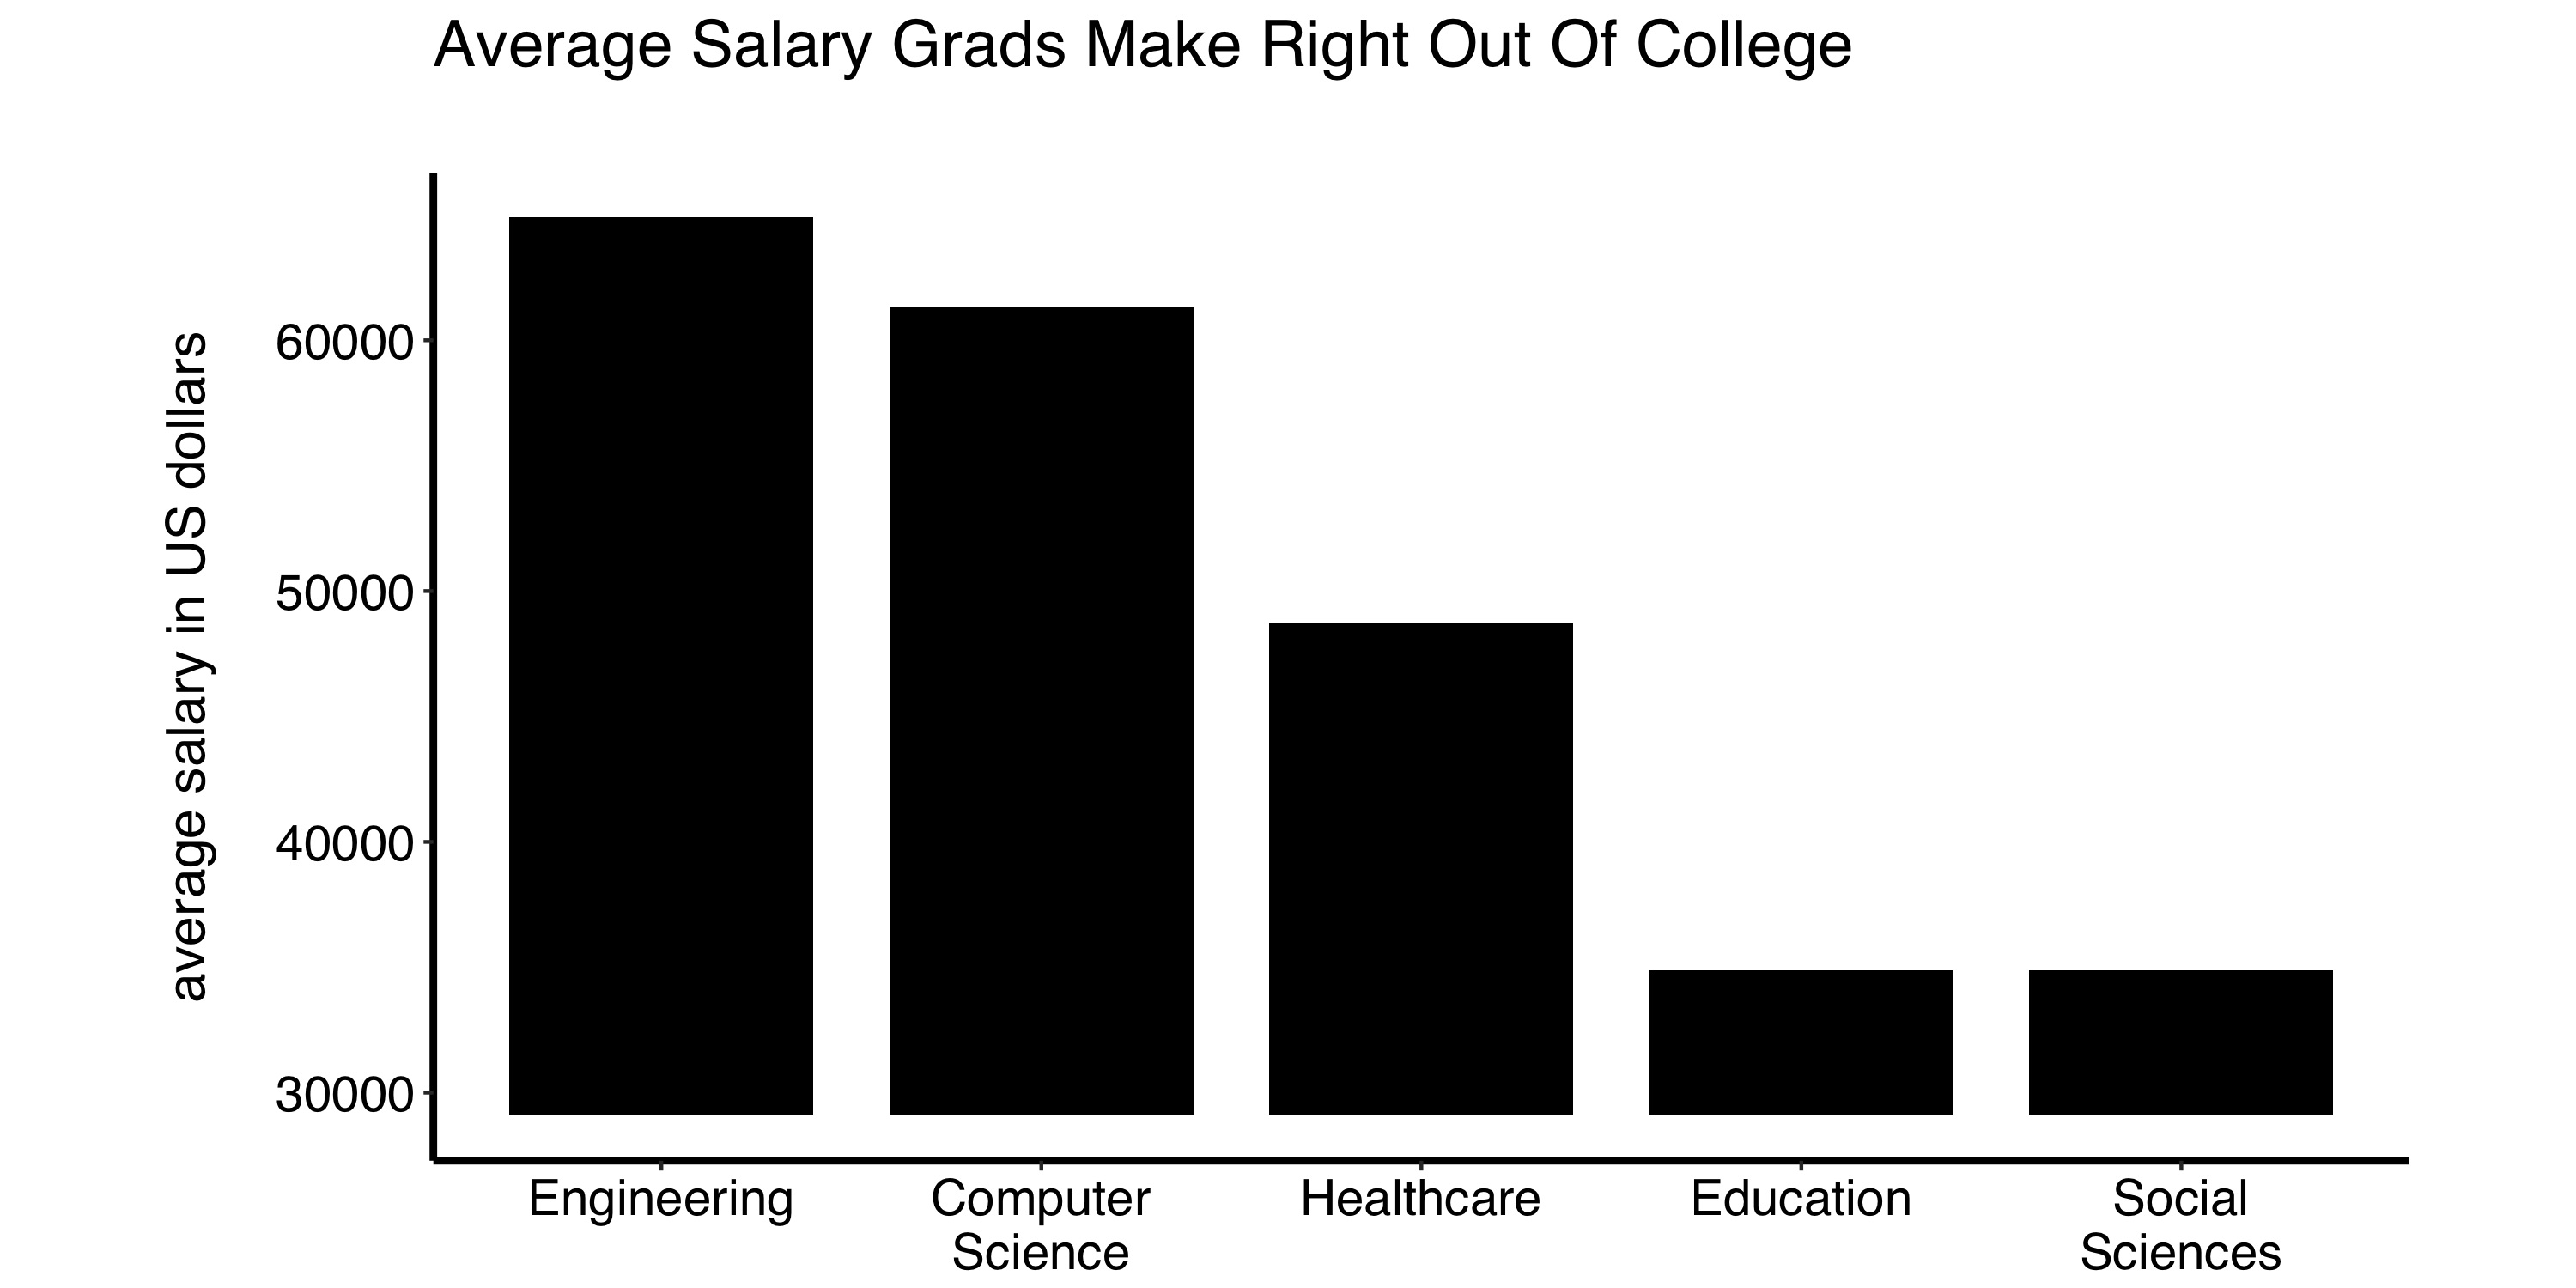 Average Salary Grads Make Right Out Of College
average salary in US dollars
60000
50000
40000
30000
Engineering
Computer
Science
Healthcare
Education
Social
Sciences